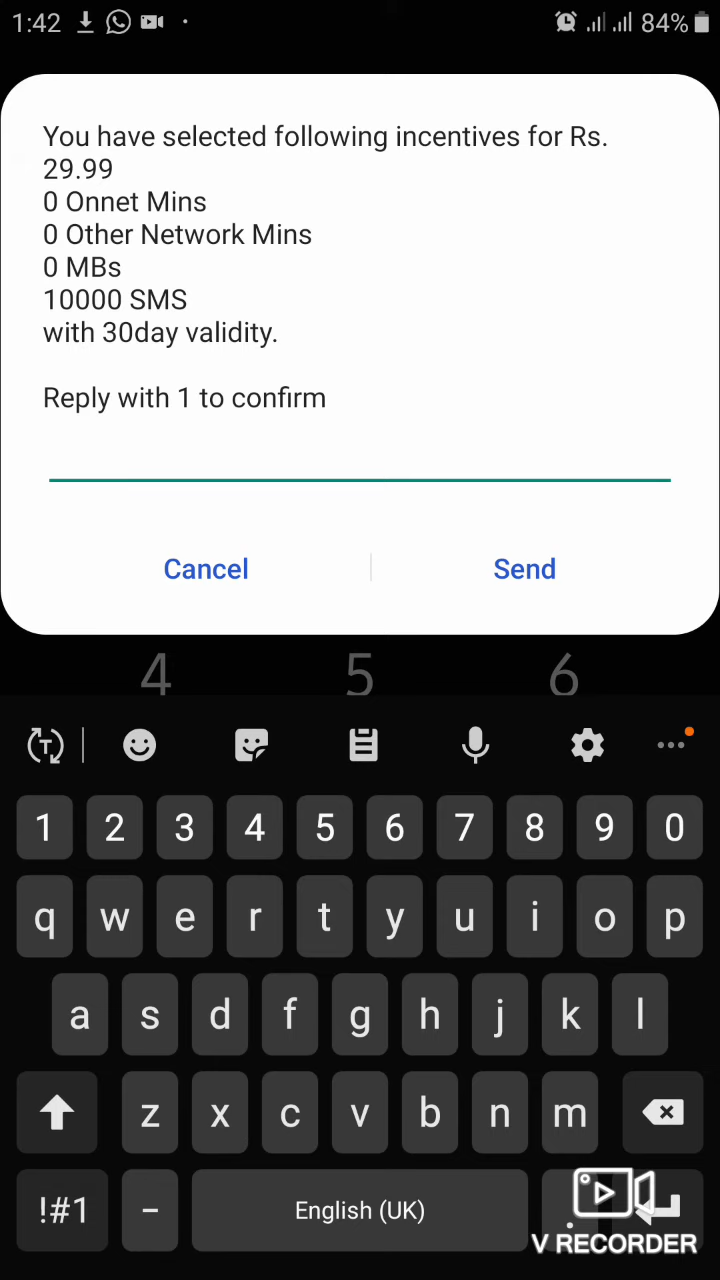 1:42 84%
You have selected following incentives for Rs.
29.99
0 Onnet Mins
0 Other Network Mins
0 MBs
10000 SMS
with 30day validity.
Reply with 1 to confirm
Cancel Send
4 5 6
T
1 2 3 4 5 6 7 8 9 0
q w e r t y u i o p
a s d f g h j k l
z x c v b n m
!#1 - English (UK) .
V RECORDER